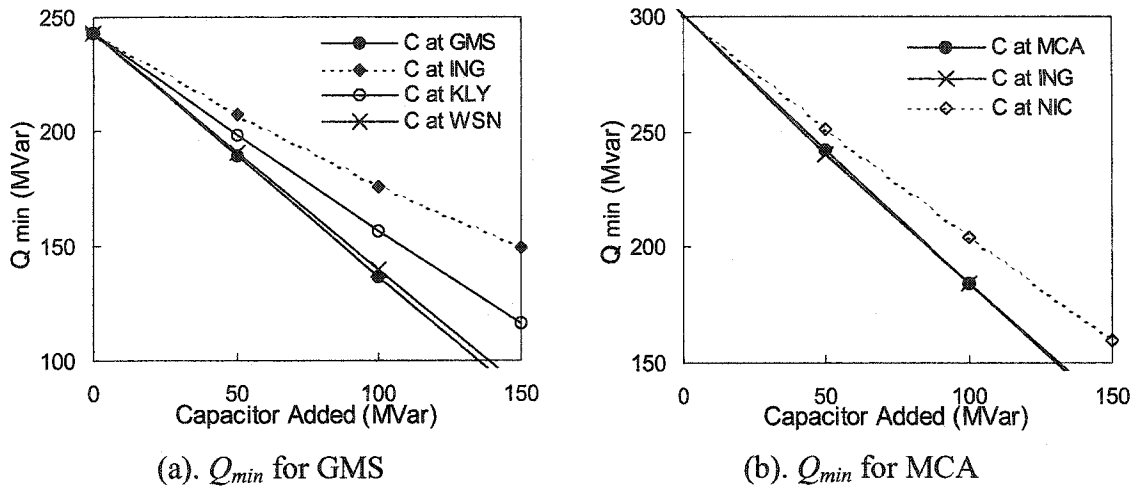 250
200
150
100
Q min (MVar)
C at GMS
C at ING
C at KLY
C at WSN
0 50 100 150
Capacitor Added (MVar)
(a). Qmin for GMS
300
250
200
150
Q min (Mvar)
C at MCA
C at ING
C at NIC
0 50 100 150
Capacitor Added (MVar)
(b). Qmin for MCA